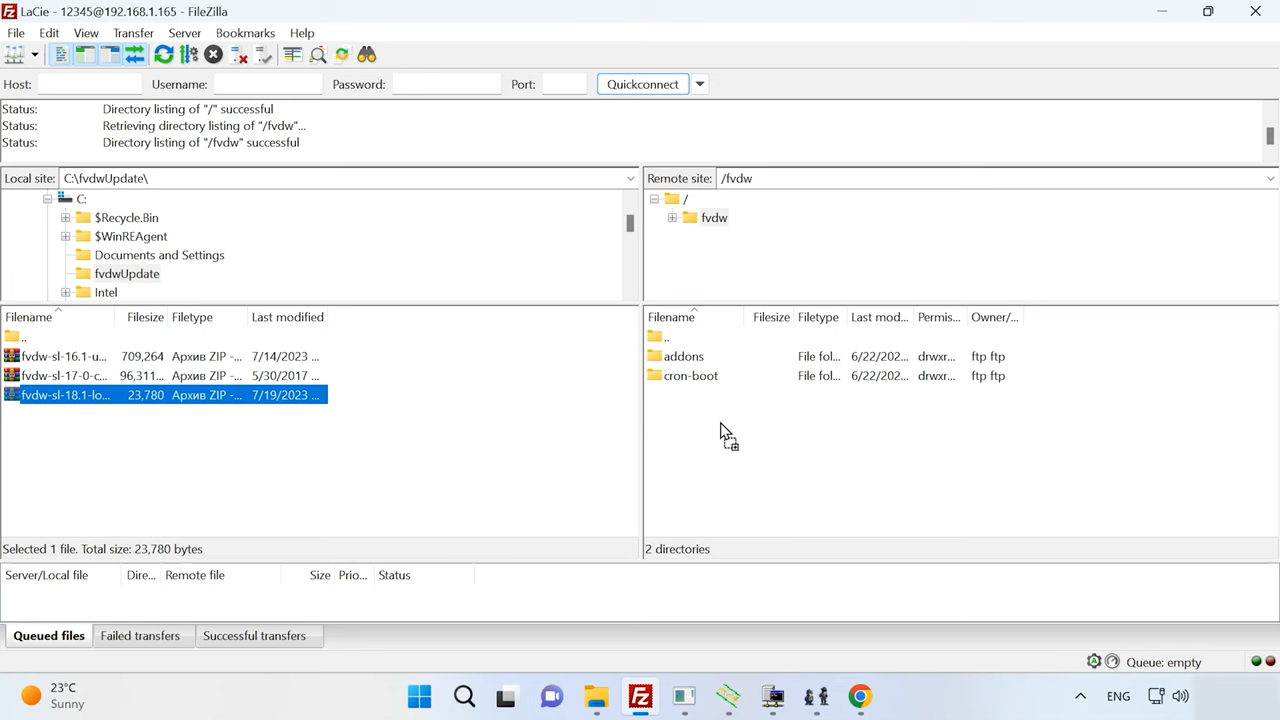 LaCie - 12345@192.168.1.165 - FileZilla
File Edit View Transfer Server Bookmarks Help
Host: Username: Password: Port: Quickconnect
Status: Directory listing of "/" successful
Status: Retrieving directory listing of "/fvdw"...
Status: Directory listing of "/fvdw" successful
Local site: C:\fvdwUpdate\ Remote site: /fvdw
C: /
$Recycle.Bin fvdw
$WinREAgent
Documents and Settings
fvdwUpdate
Intel
Filename Filesize Filetype Last modified Filename Filesize Filetype Last mod... Permis... Owner/...
.. ..
fvdw-sl-16.1-u... 709,264 Архив ZIP -... 7/14/2023 ... addons File fol... 6/22/202... drwxr... ftp ftp
fvdw-sl-17-0-c... 96,311... Архив ZIP -... 5/30/2017 ... cron-boot File fol... 6/22/202... drwxr... ftp ftp
fvdw-sl-18.1-lo... 23,780 Архив ZIP -... 7/19/2023 ...
Selected 1 file. Total size: 23,780 bytes 2 directories
Server/Local file Dire... Remote file Size Prio... Status
Queued files Failed transfers Successful transfers
Queue: empty
23°C
Sunny
ENG